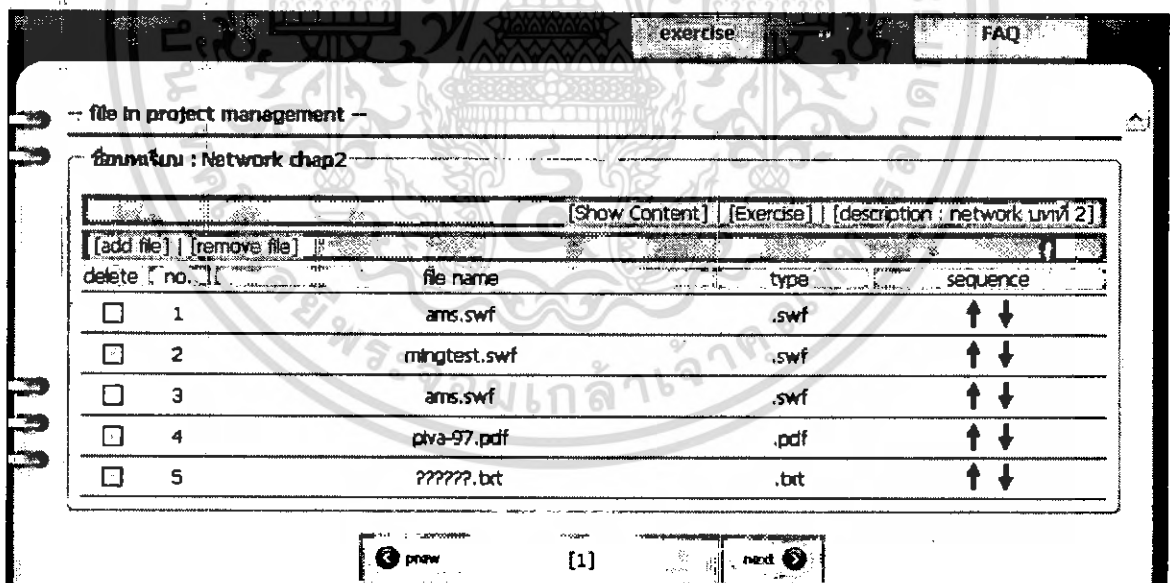 exercise FAQ
-- file in project management --
ชื่อบทเรียน : Network chap2
[Show Content] | [Exercise] | [description : network บทที่ 2]
[add file] | [remove file]
delete no. file name type sequence
1 ams.swf .swf
2 mingtest.swf .swf
3 ams.swf .swf
4 plva-97.pdf .pdf
5 ??????.txt .txt
prew [1] next